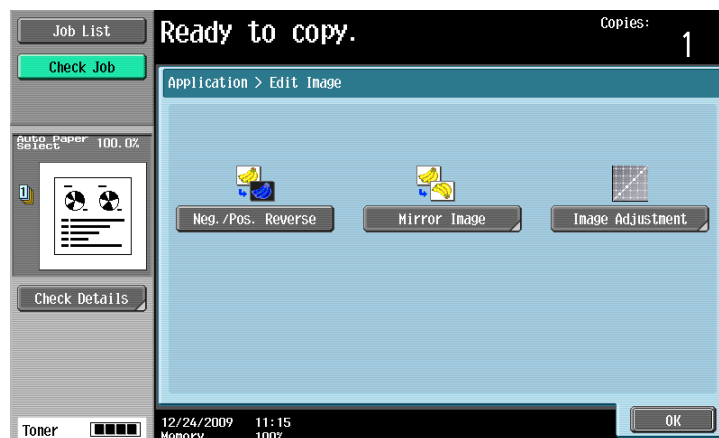 Job List
Check Job
Ready to copy.
Copies:
1
Application > Edit Image
Auto Paper
Select
100.0%
1
Neg./Pos. Reverse
Mirror Image
Image Adjustment
Check Details
Toner
12/24/2009 11:15
Memory 100%
OK